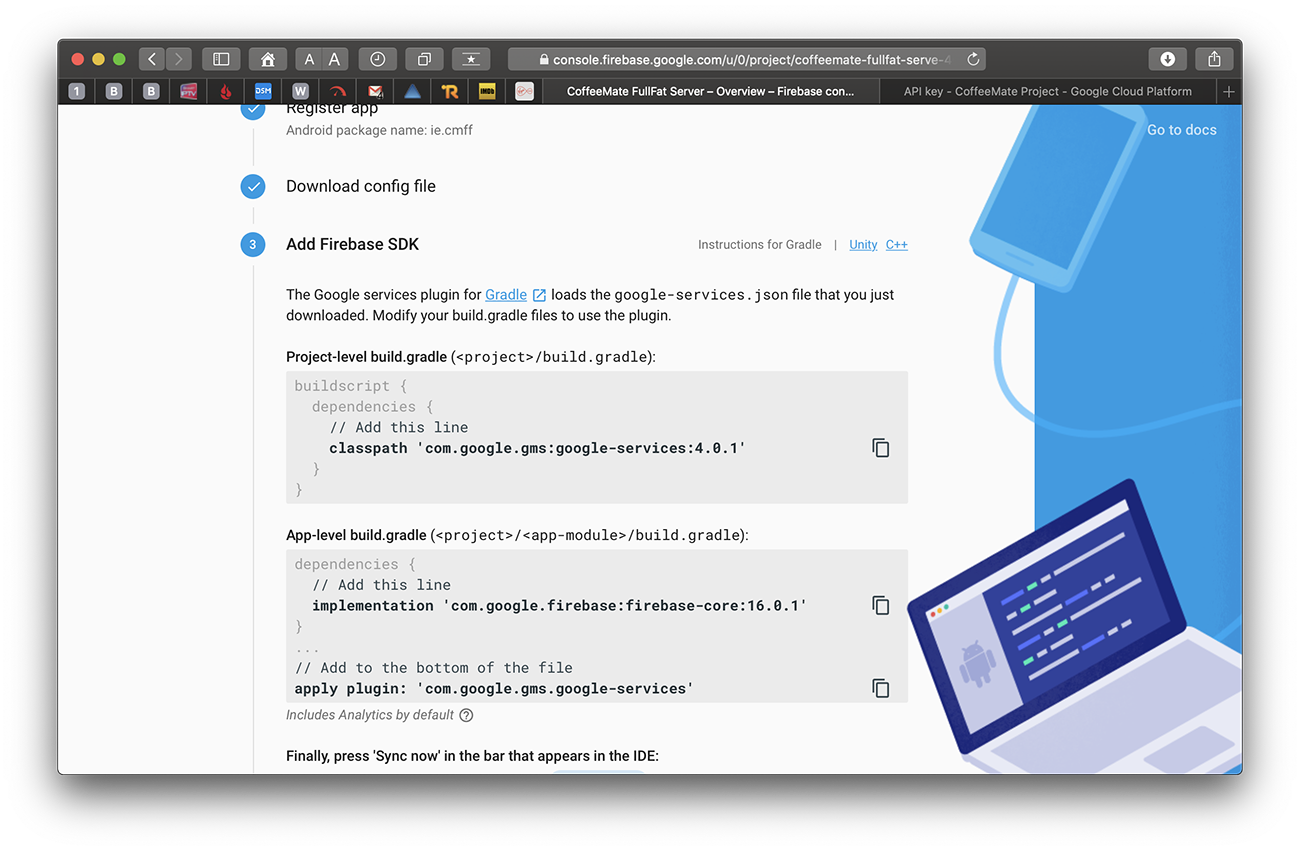 A A
console.firebase.google.com/u/0/project/coffeemate-fullfat-serve-4
1 B B DSM W TR IMDb
CoffeeMate FullFat Server – Overview – Firebase con...
API key - CoffeeMate Project - Google Cloud Platform
Register app
Android package name: ie.cmff
Go to docs
Download config file
3 Add Firebase SDK
Instructions for Gradle | Unity C++
The Google services plugin for Gradle loads the google-services.json file that you just
downloaded. Modify your build.gradle files to use the plugin.
Project-level build.gradle (<project>/build.gradle):
buildscript {
dependencies {
// Add this line
classpath 'com.google.gms:google-services:4.0.1'
}
}
App-level build.gradle (<project>/<app-module>/build.gradle):
dependencies {
// Add this line
implementation 'com.google.firebase:firebase-core:16.0.1'
}
...
// Add to the bottom of the file
apply plugin: 'com.google.gms.google-services'
Includes Analytics by default ?
Finally, press 'Sync now' in the bar that appears in the IDE: